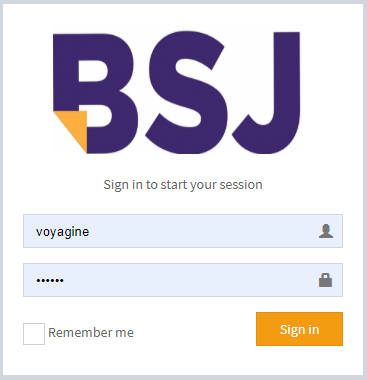 BSJ
Sign in to start your session
voyagine
••••••
Remember me
Sign in